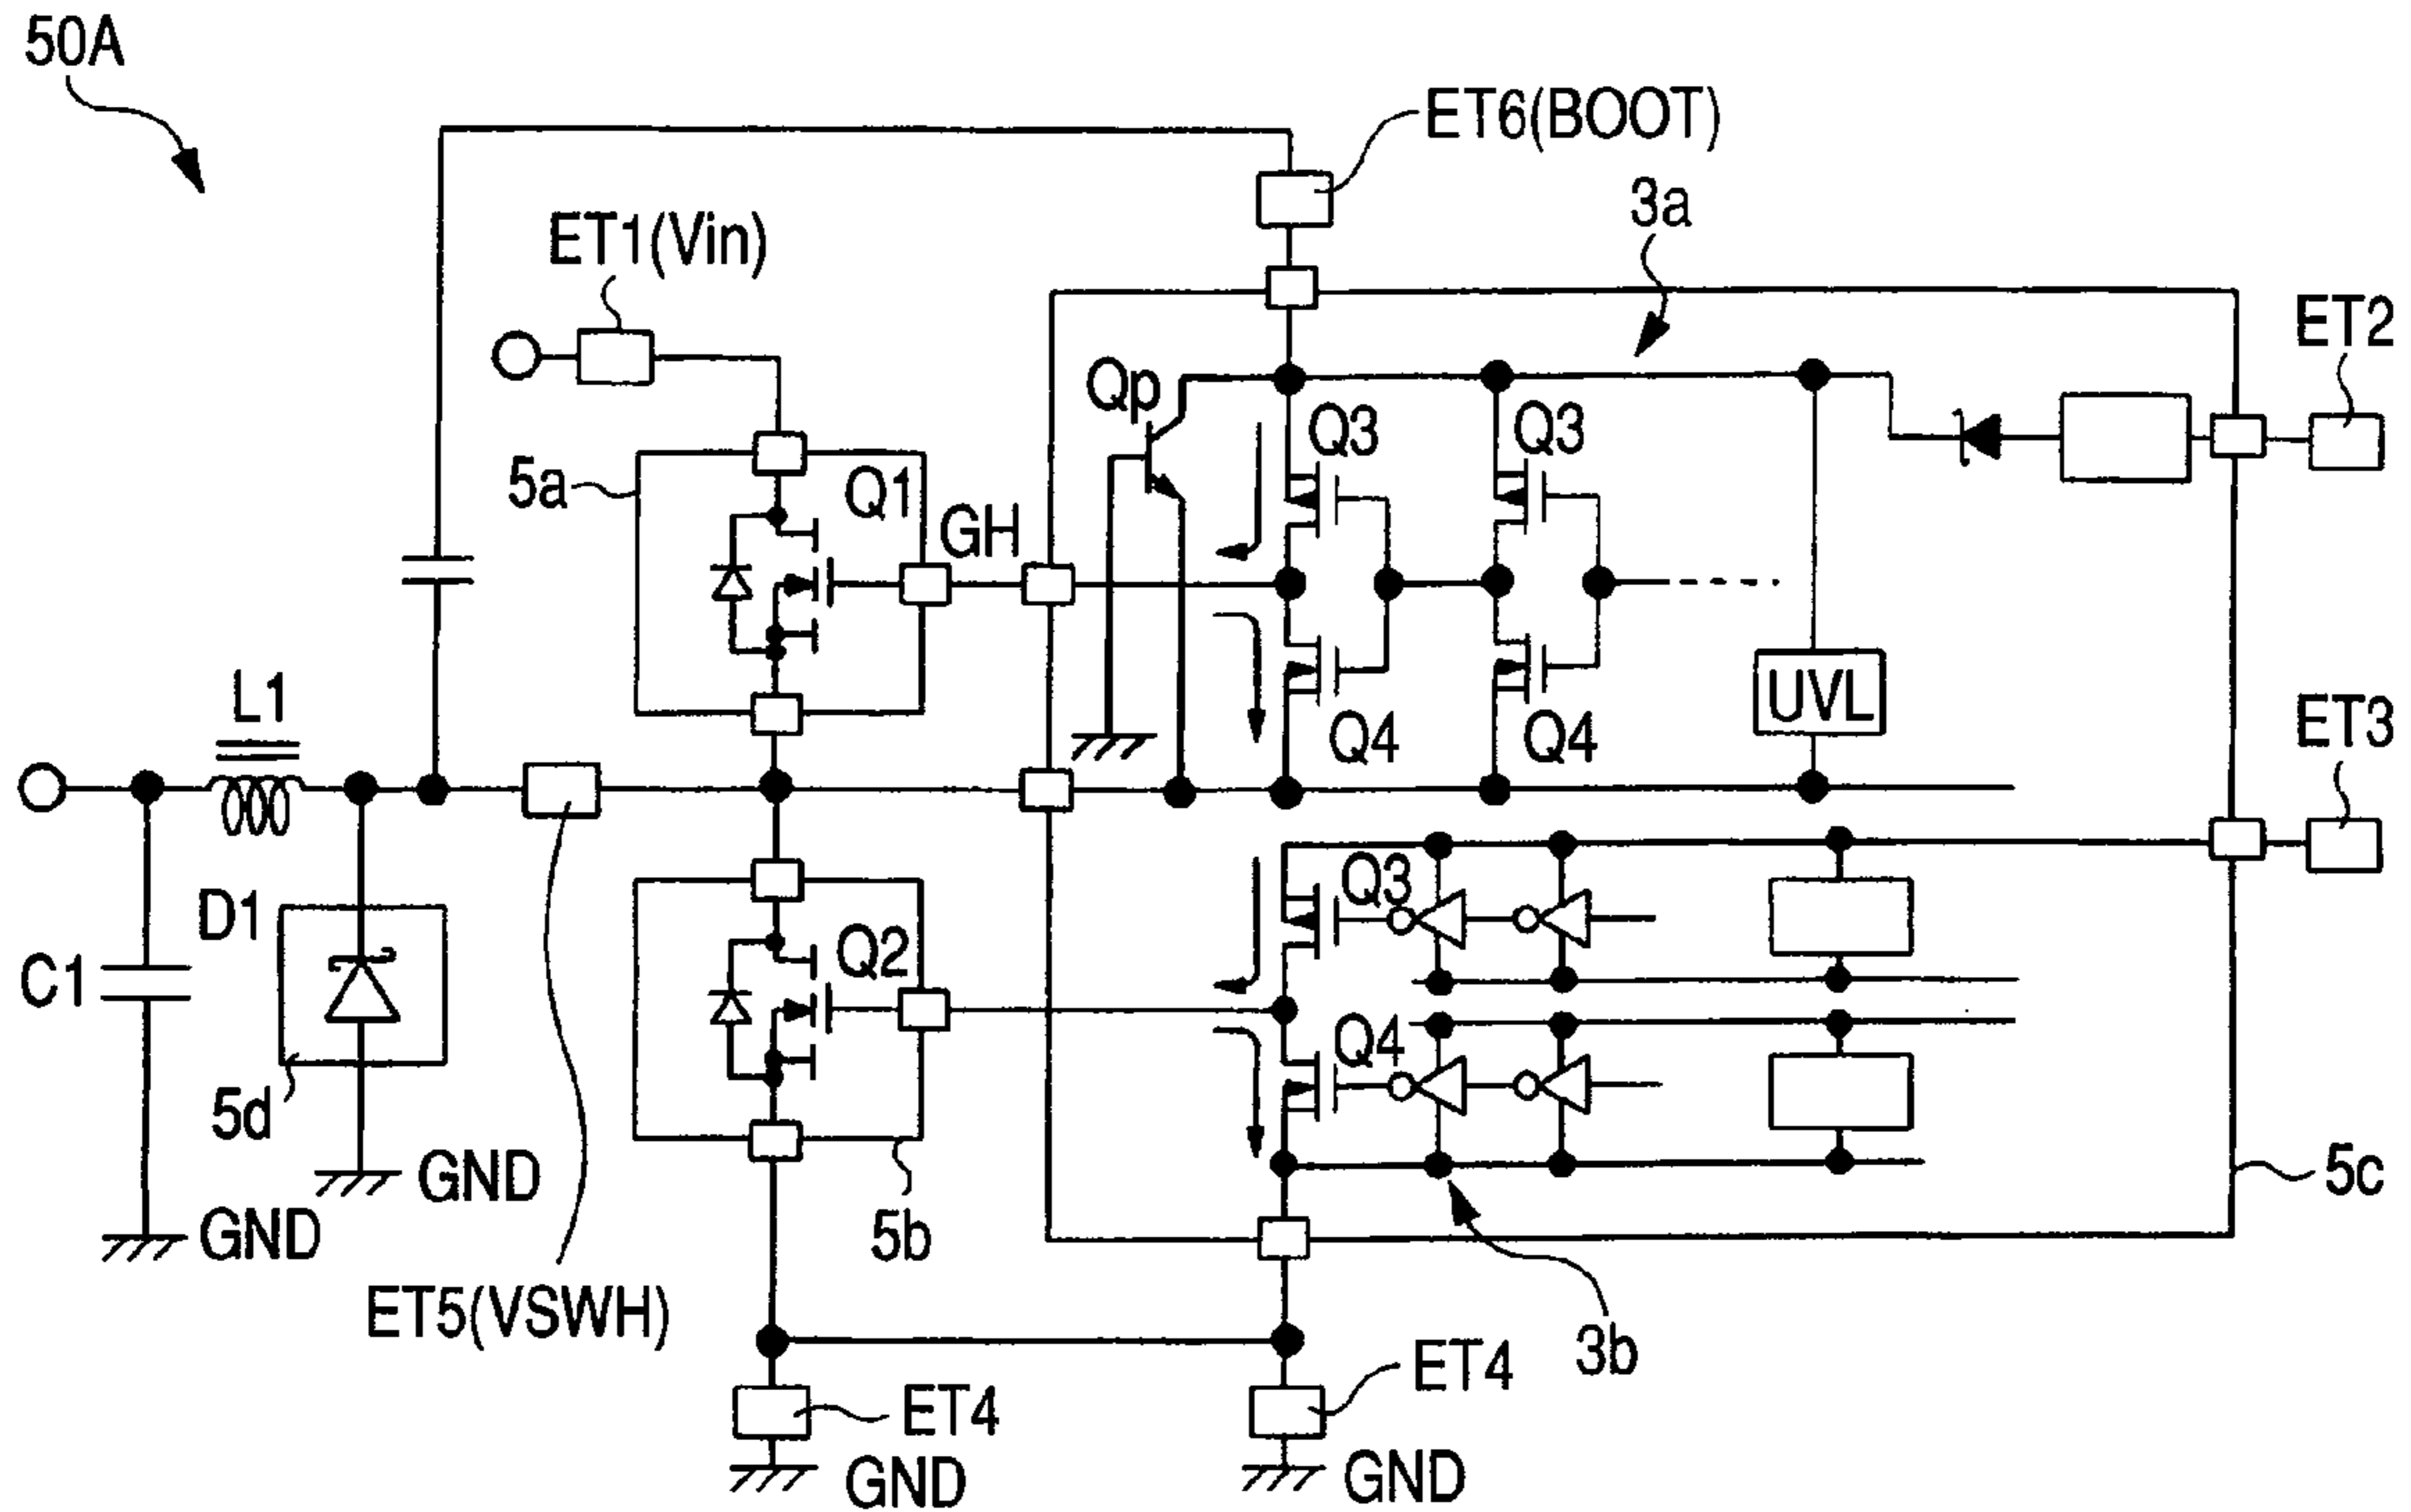 50A
ET6(BOOT)
3a
ET1(Vin)
ET2
Qp
Q3
Q3
5a
Q1
GH
L1
UVL
ET3
Q4
Q4
Q3
D1
Q2
C1
Q4
5d
GND
5c
GND
5b
ET5(VSWH)
3b
ET4
ET4
GND
GND